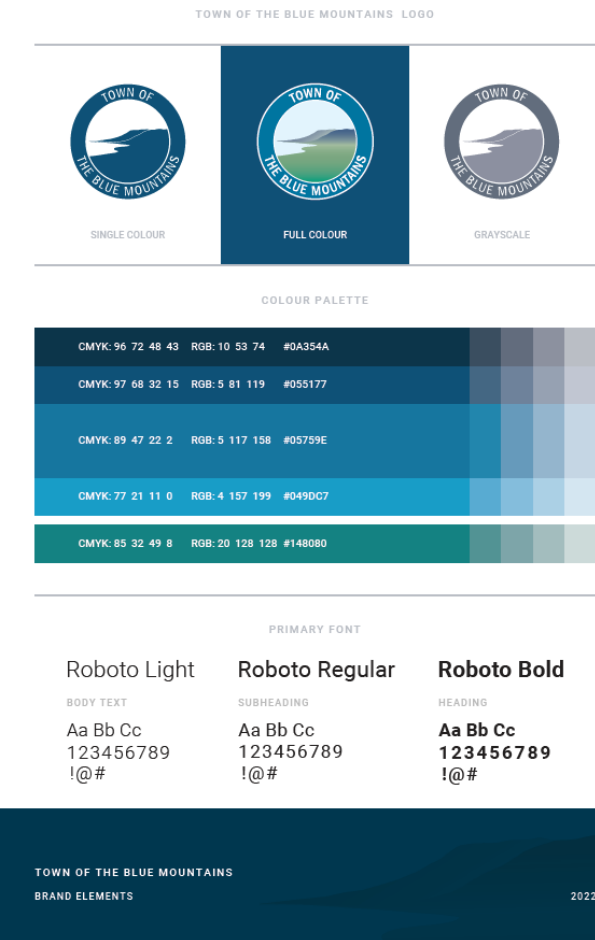 TOWN OF THE BLUE MOUNTAINS LOGO
TOWN OF
THE BLUE MOUNTAINS
TOWN OF
THE BLUE MOUNTAINS
TOWN OF
THE BLUE MOUNTAINS
SINGLE COLOUR
FULL COLOUR
GRAYSCALE
COLOUR PALETTE
CMYK: 96 72 48 43 RGB: 10 53 74 #0A354A
CMYK: 97 68 32 15 RGB: 5 81 119 #055177
CMYK: 89 47 22 2 RGB: 5 117 158 #05759E
CMYK: 77 21 11 0 RGB: 4 157 199 #049DC7
CMYK: 85 32 49 8 RGB: 20 128 128 #148080
PRIMARY FONT
Roboto Light
BODY TEXT
Aa Bb Cc
123456789
!@#
Roboto Regular
SUBHEADING
Aa Bb Cc
123456789
!@#
Roboto Bold
HEADING
Aa Bb Cc
123456789
!@#
TOWN OF THE BLUE MOUNTAINS
BRAND ELEMENTS
2022